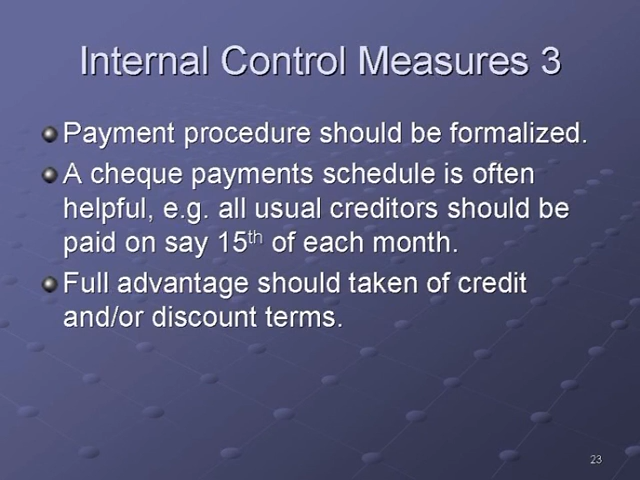 Internal Control Measures 3
Payment procedure should be formalized.
A cheque payments schedule is often
helpful, e.g. all usual creditors should be
paid on say 15th of each month.
Full advantage should taken of credit
and/or discount terms.
23